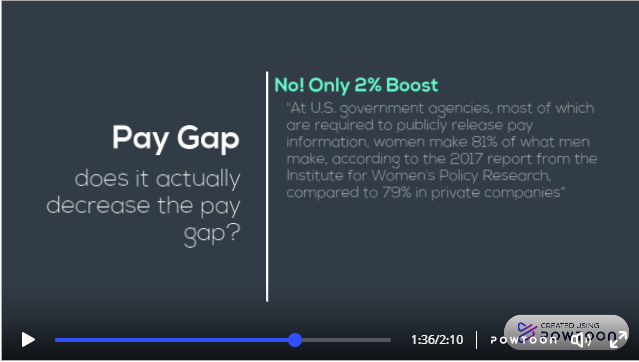 Pay Gap
does it actually
decrease the pay
gap?
No! Only 2% Boost
"At U.S. government agencies, most of which
are required to publicly release pay
information, women make 81% of what men
make, according to the 2017 report from the
Institute for Women's Policy Research,
compared to 79% in private companies"
CREATED USING
POWTOON
1:36/2:10
POWTOON